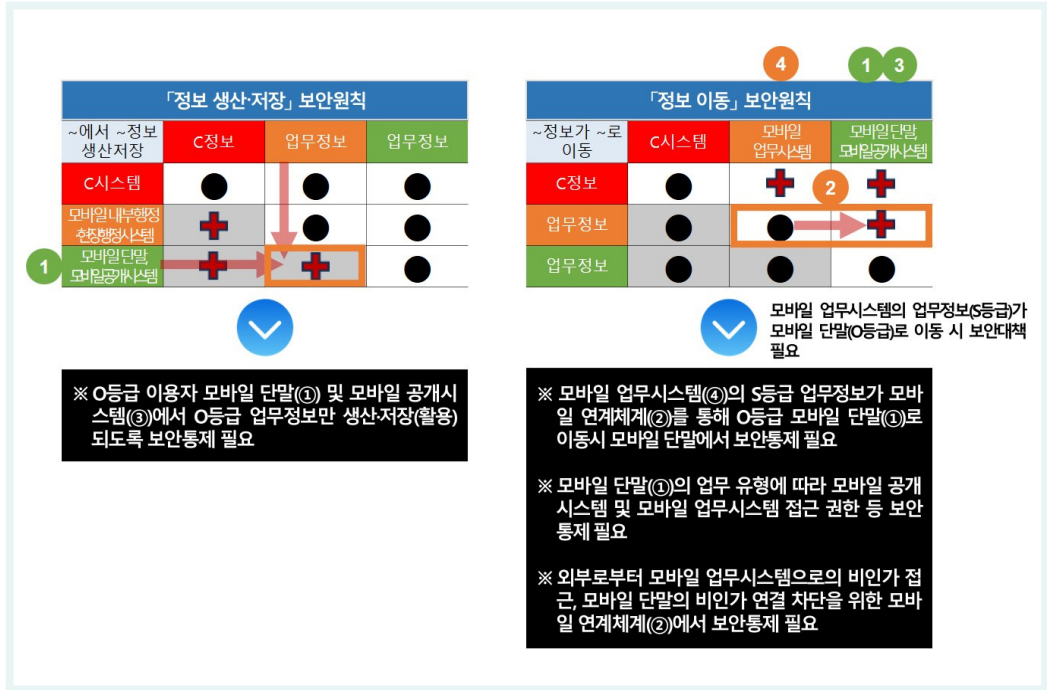 4
1 3
「정보 생산·저장」 보안원칙
~에서 ~정보
생산저장
C정보
업무정보
업무정보
C시스템
모바일 내부행정
현장행정시스템
1
모바일 단말,
모바일공개시스템
「정보 이동」 보안원칙
~정보가 ~로
이동
C시스템
모바일
업무시스템
모바일 단말,
모바일공개시스템
C정보
2
업무정보
업무정보
모바일 업무시스템의 업무정보(S등급)가
모바일 단말(O등급)로 이동 시 보안대책
필요
※ O등급 이용자 모바일 단말(①) 및 모바일 공개시
스템(③)에서 O등급 업무정보만 생산·저장(활용)
되도록 보안통제 필요
※ 모바일 업무시스템(④)의 S등급 업무정보가 모바
일 연계체계(②)를 통해 O등급 모바일 단말(①)로
이동시 모바일 단말에서 보안통제 필요
※ 모바일 단말(①)의 업무 유형에 따라 모바일 공개
시스템 및 모바일 업무시스템 접근 권한 등 보안
통제 필요
※ 외부로부터 모바일 업무시스템으로의 비인가 접
근, 모바일 단말의 비인가 연결 차단을 위한 모바
일 연계체계(②)에서 보안통제 필요